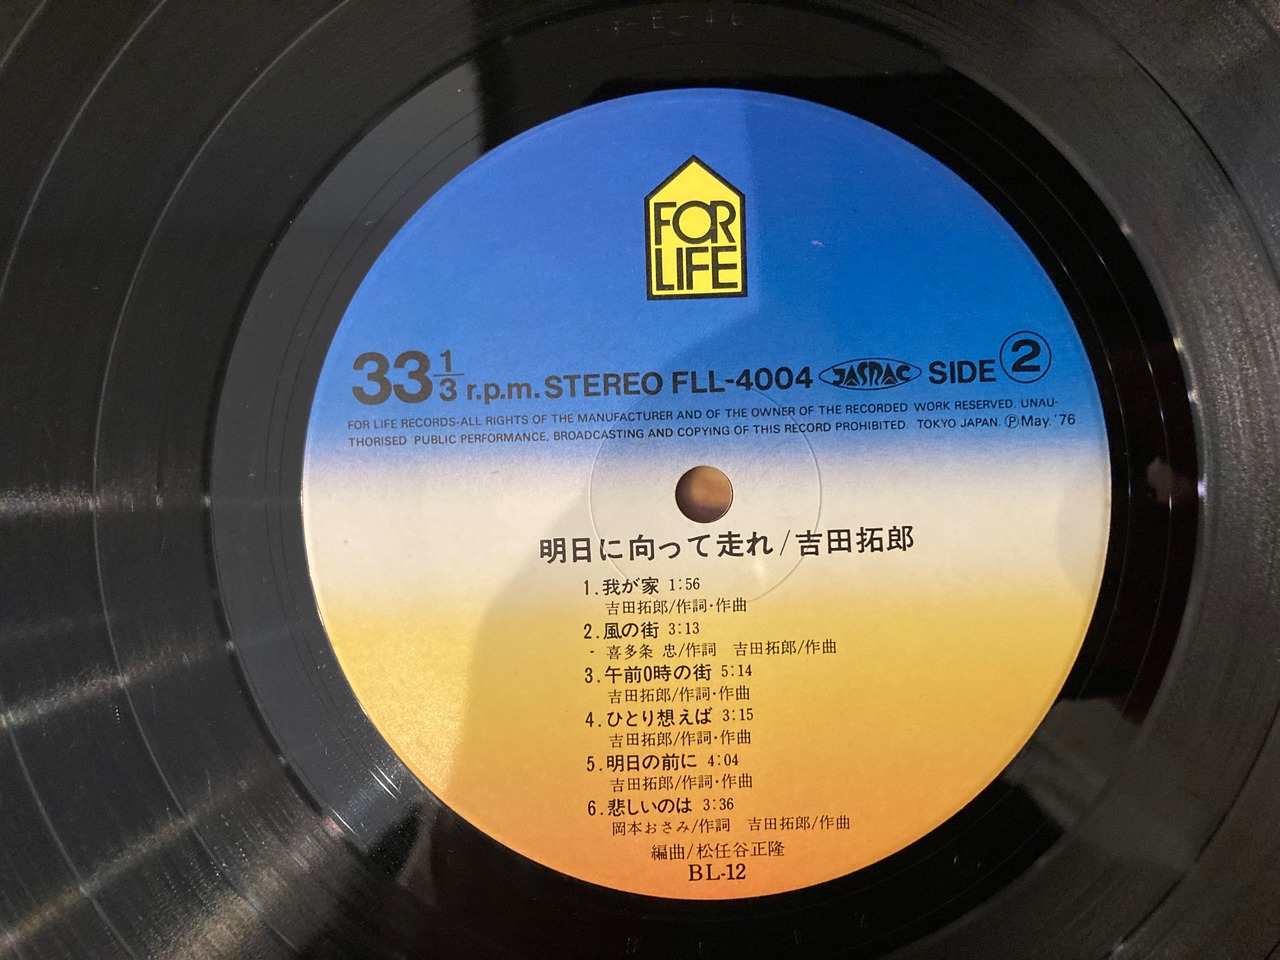 FOR
LIFE
33 1/3 r.p.m. STEREO FLL-4004 JASRAC SIDE 2
FOR LIFE RECORDS-ALL RIGHTS OF THE MANUFACTURER AND OF THE OWNER OF THE RECORDED WORK RESERVED. UNAU-
THORISED PUBLIC PERFORMANCE, BROADCASTING AND COPYING OF THIS RECORD PROHIBITED. TOKYO JAPAN. Ⓟ May. '76
明日に向って走れ/吉田拓郎
1. 我が家 1:56
吉田拓郎/作詞・作曲
2. 風の街 3:13
喜多条 忠/作詞 吉田拓郎/作曲
3. 午前0時の街 5:14
吉田拓郎/作詞・作曲
4. ひとり想えば 3:15
吉田拓郎/作詞・作曲
5. 明日の前に 4:04
吉田拓郎/作詞・作曲
6. 悲しいのは 3:36
岡本おさみ/作詞 吉田拓郎/作曲
編曲/松任谷正隆
BL-12